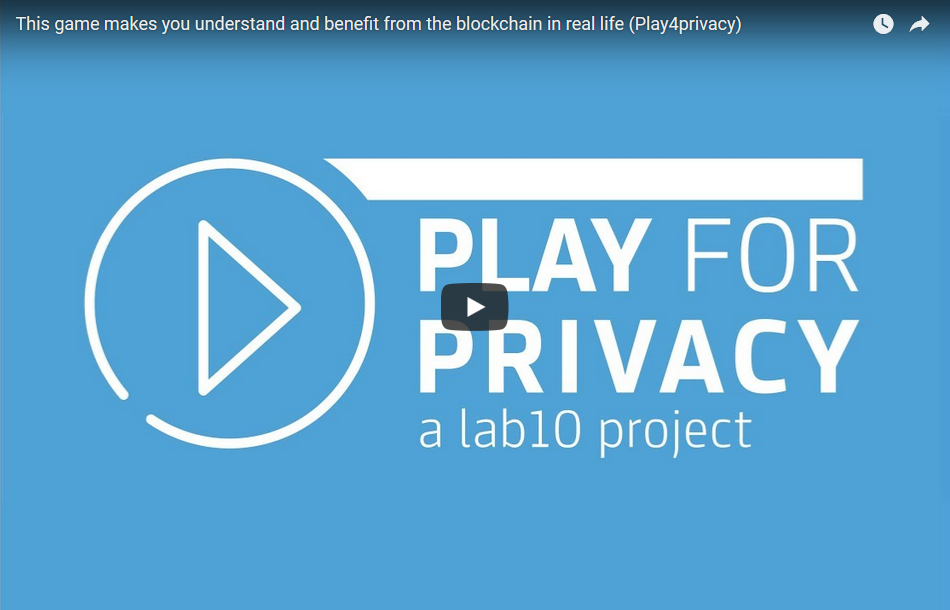 This game makes you understand and benefit from the blockchain in real life (Play4privacy)
PLAY FOR
PRIVACY
a lab10 project